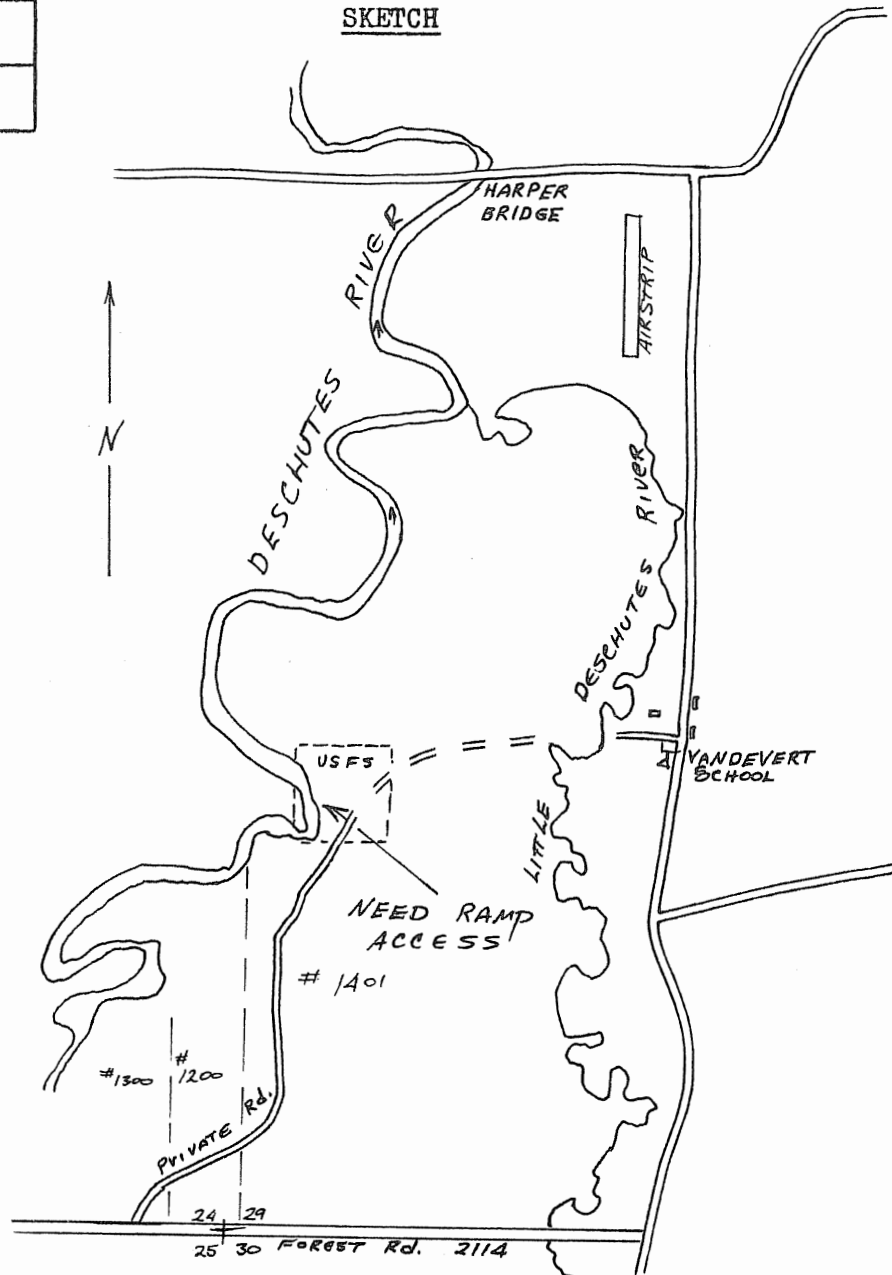 SKETCH
HARPER
BRIDGE
RIVER
AIRSTRIP
DESCHUTES
N
RIVER
DESCHUTES
LITTLE
USFS
VANDEVERT
SCHOOL
NEED RAMP
ACCESS
# 1401
#1300
#
1200
PRIVATE Rd.
24 29
25 30 FOREST Rd. 2114